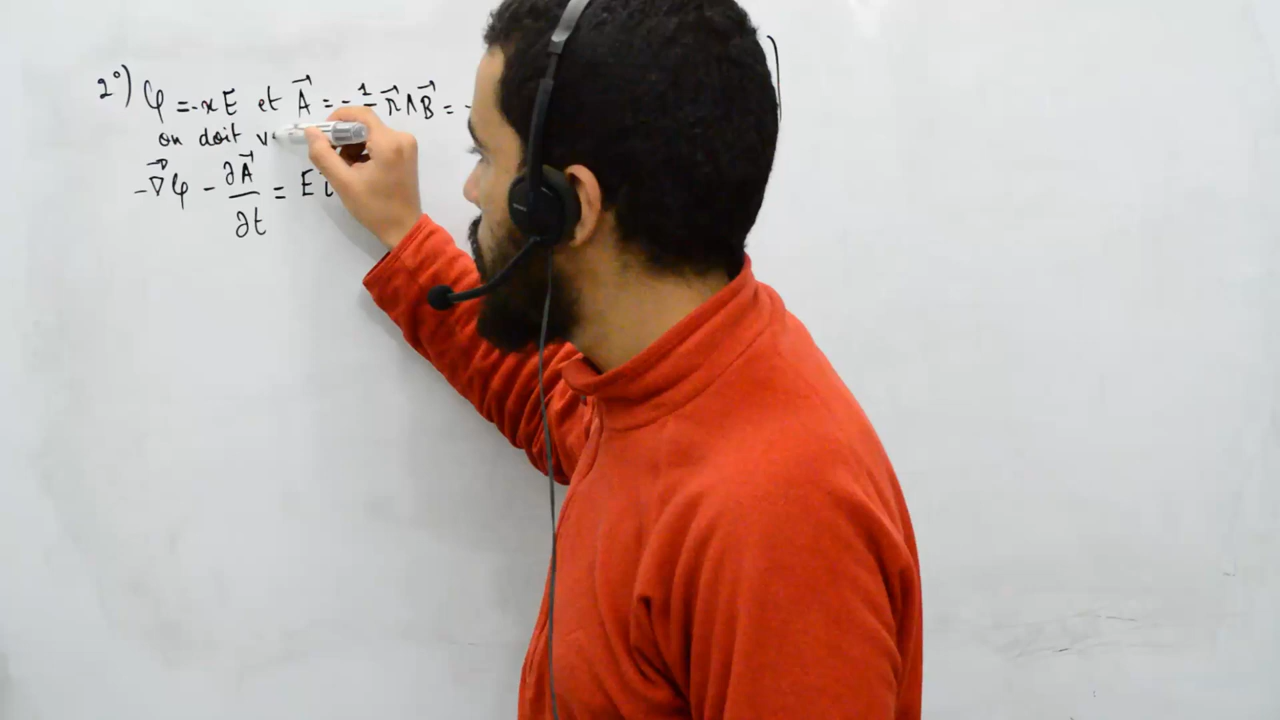 2°) φ = -xE et A⃗ = -1/2 r⃗ ∧ B⃗ = -
on doit
-∇⃗φ - ∂A⃗/∂t = E